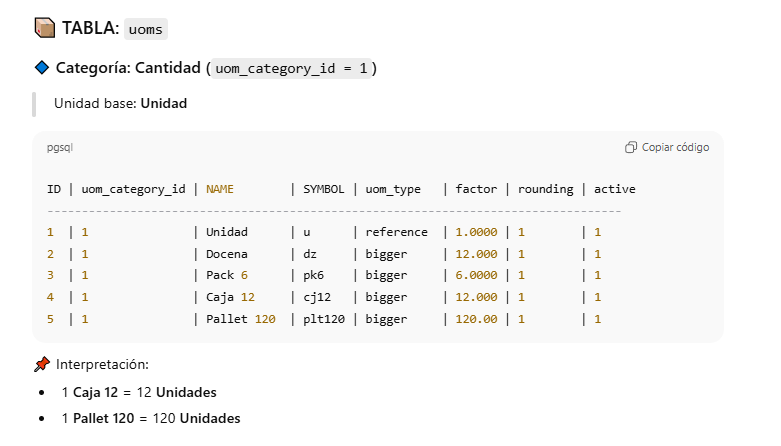 TABLA: uoms
Categoría: Cantidad (uom_category_id = 1)
Unidad base: Unidad
pgsql Copiar código
ID | uom_category_id | NAME | SYMBOL | uom_type | factor | rounding | active
--------------------------------------------------------------------------------
1 | 1 | Unidad | u | reference | 1.0000 | 1 | 1
2 | 1 | Docena | dz | bigger | 12.000 | 1 | 1
3 | 1 | Pack 6 | pk6 | bigger | 6.0000 | 1 | 1
4 | 1 | Caja 12 | cj12 | bigger | 12.000 | 1 | 1
5 | 1 | Pallet 120 | plt120 | bigger | 120.00 | 1 | 1
Interpretación:
• 1 Caja 12 = 12 Unidades
• 1 Pallet 120 = 120 Unidades